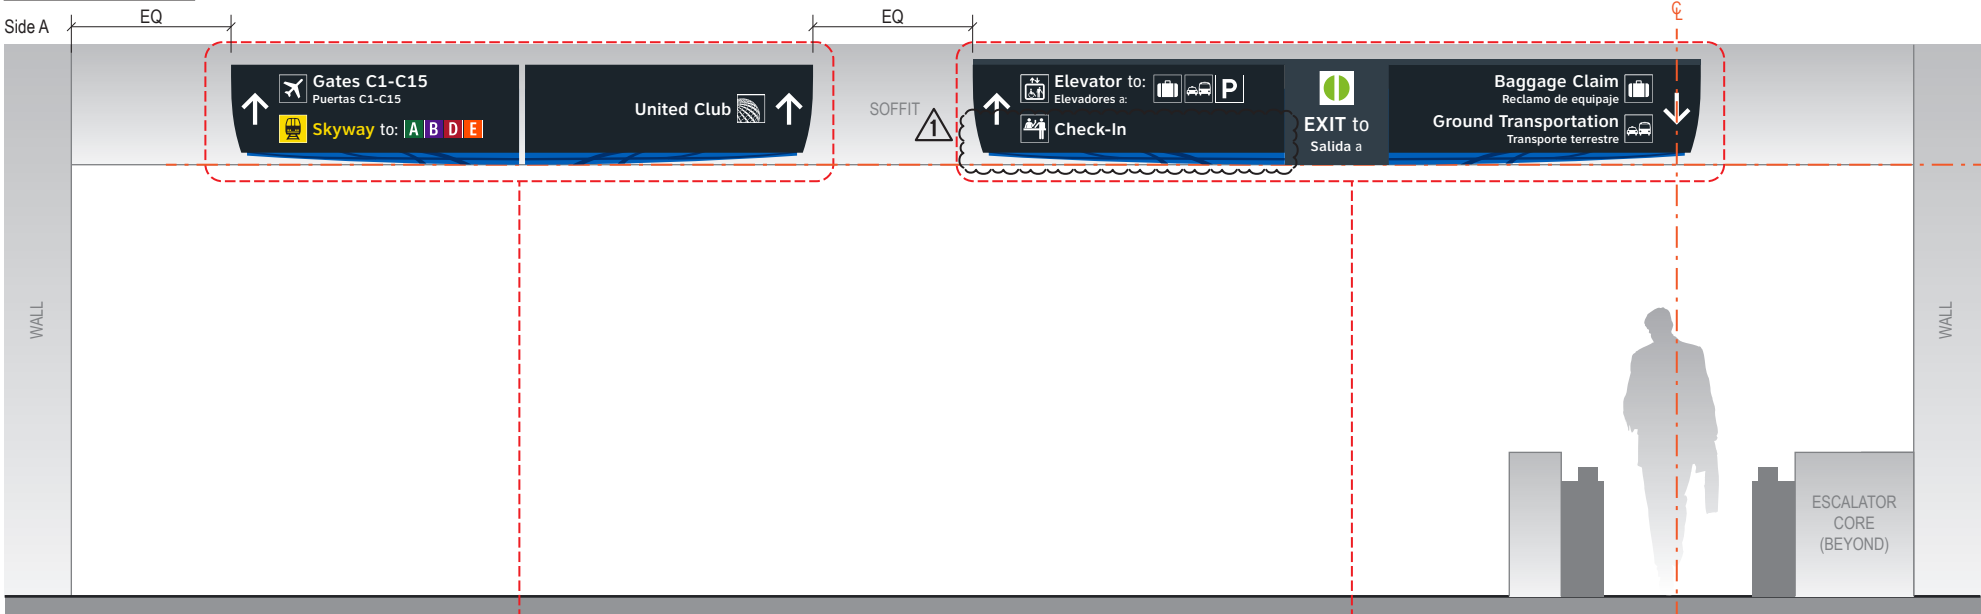 Side A
EQ
EQ
℄
Gates C1-C15
Puertas C1-C15
Skyway to: A B D E
United Club
SOFFIT
1
Elevator to: P
Elevadores a:
Check-In
EXIT to
Salida a
Baggage Claim
Reclamo de equipaje
Ground Transportation
Transporte terrestre
WALL
WALL
ESCALATOR
CORE
(BEYOND)